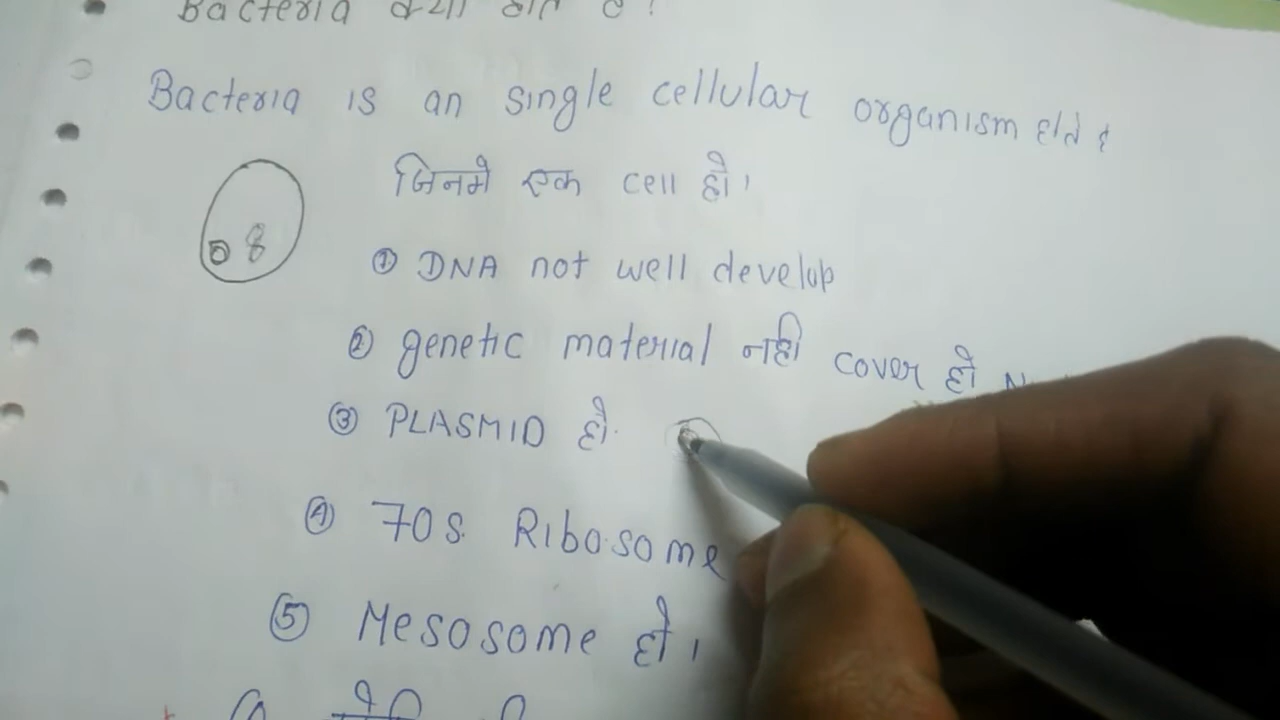 Bacteria क्या होते है?
Bacteria is an single cellular organism होते है
जिनमे एक cell हो।
① DNA not well develop
② genetic material नही cover हो
③ PLASMID हो.
④ 70s. Ribosome
⑤ Mesosome हो।